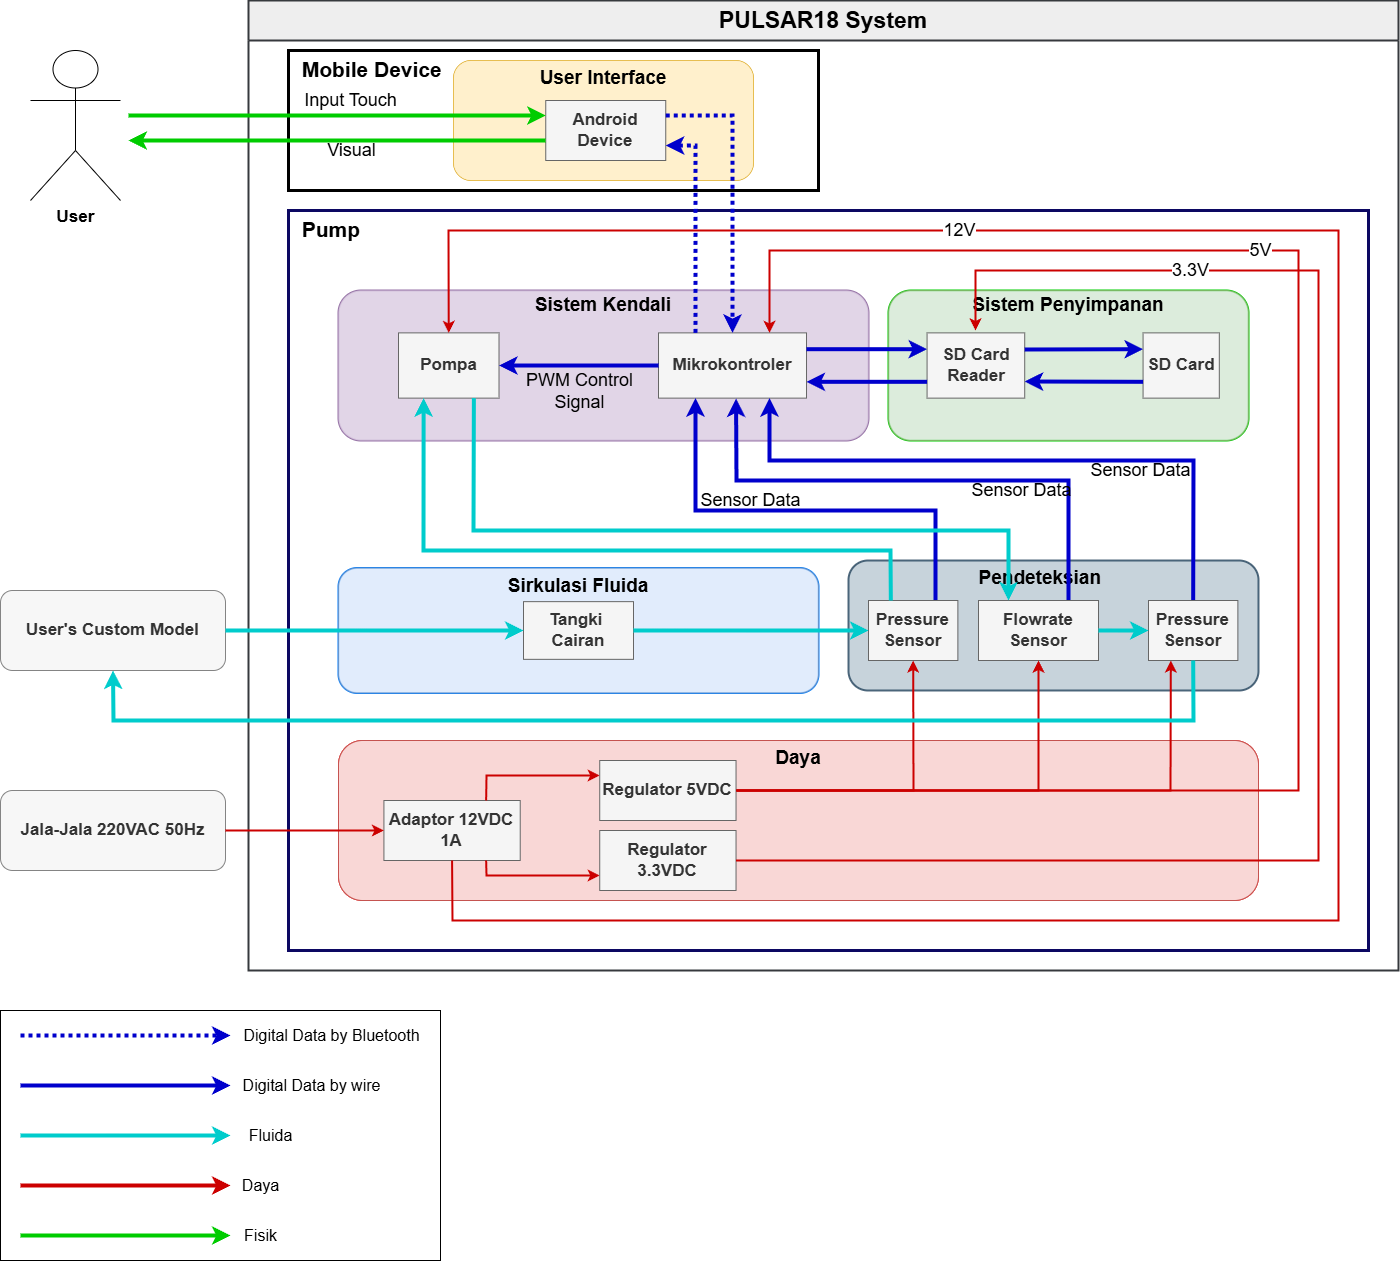 PULSAR18 System
Mobile Device
User Interface
Input Touch
Android
Device
Visual
User
Pump
12V
5V
3.3V
Sistem Kendali
Sistem Penyimpanan
Pompa
Mikrokontroler
SD Card
Reader
SD Card
PWM Control
Signal
Sensor Data
Sensor Data
Sensor Data
Sirkulasi Fluida
Pendeteksian
User's Custom Model
Tangki
Cairan
Pressure
Sensor
Flowrate
Sensor
Pressure
Sensor
Daya
Jala-Jala 220VAC 50Hz
Adaptor 12VDC
1A
Regulator 5VDC
Regulator
3.3VDC
Digital Data by Bluetooth
Digital Data by wire
Fluida
Daya
Fisik